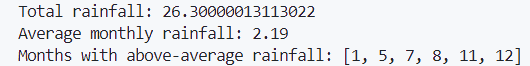 Total rainfall: 26.30000013113022
Average monthly rainfall: 2.19
Months with above-average rainfall: [1, 5, 7, 8, 11, 12]